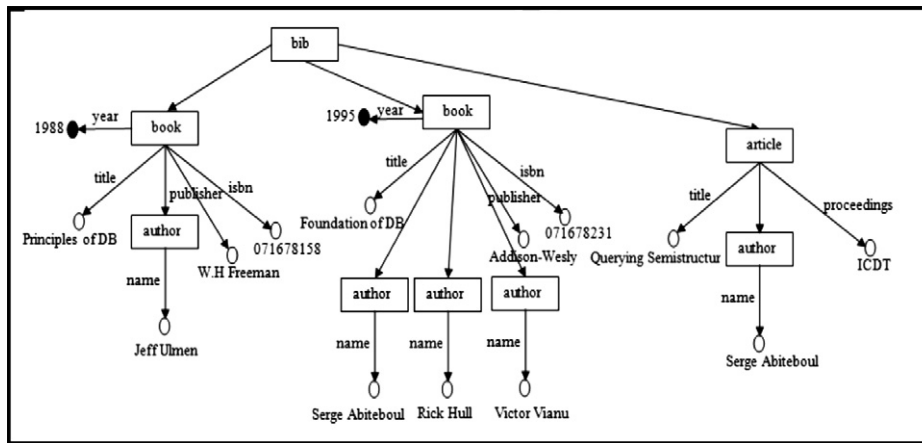 bib
1988
year
book
1995
year
book
article
title
publisher
isbn
title
publisher
isbn
title
proceedings
Principles of DB
author
W.H Freeman
071678158
Foundation of DB
Addison-Wesly
071678231
Querying Semistructur
author
ICDT
name
author
author
author
name
Jeff Ulmen
name
name
name
Serge Abiteboul
Serge Abiteboul
Rick Hull
Victor Vianu